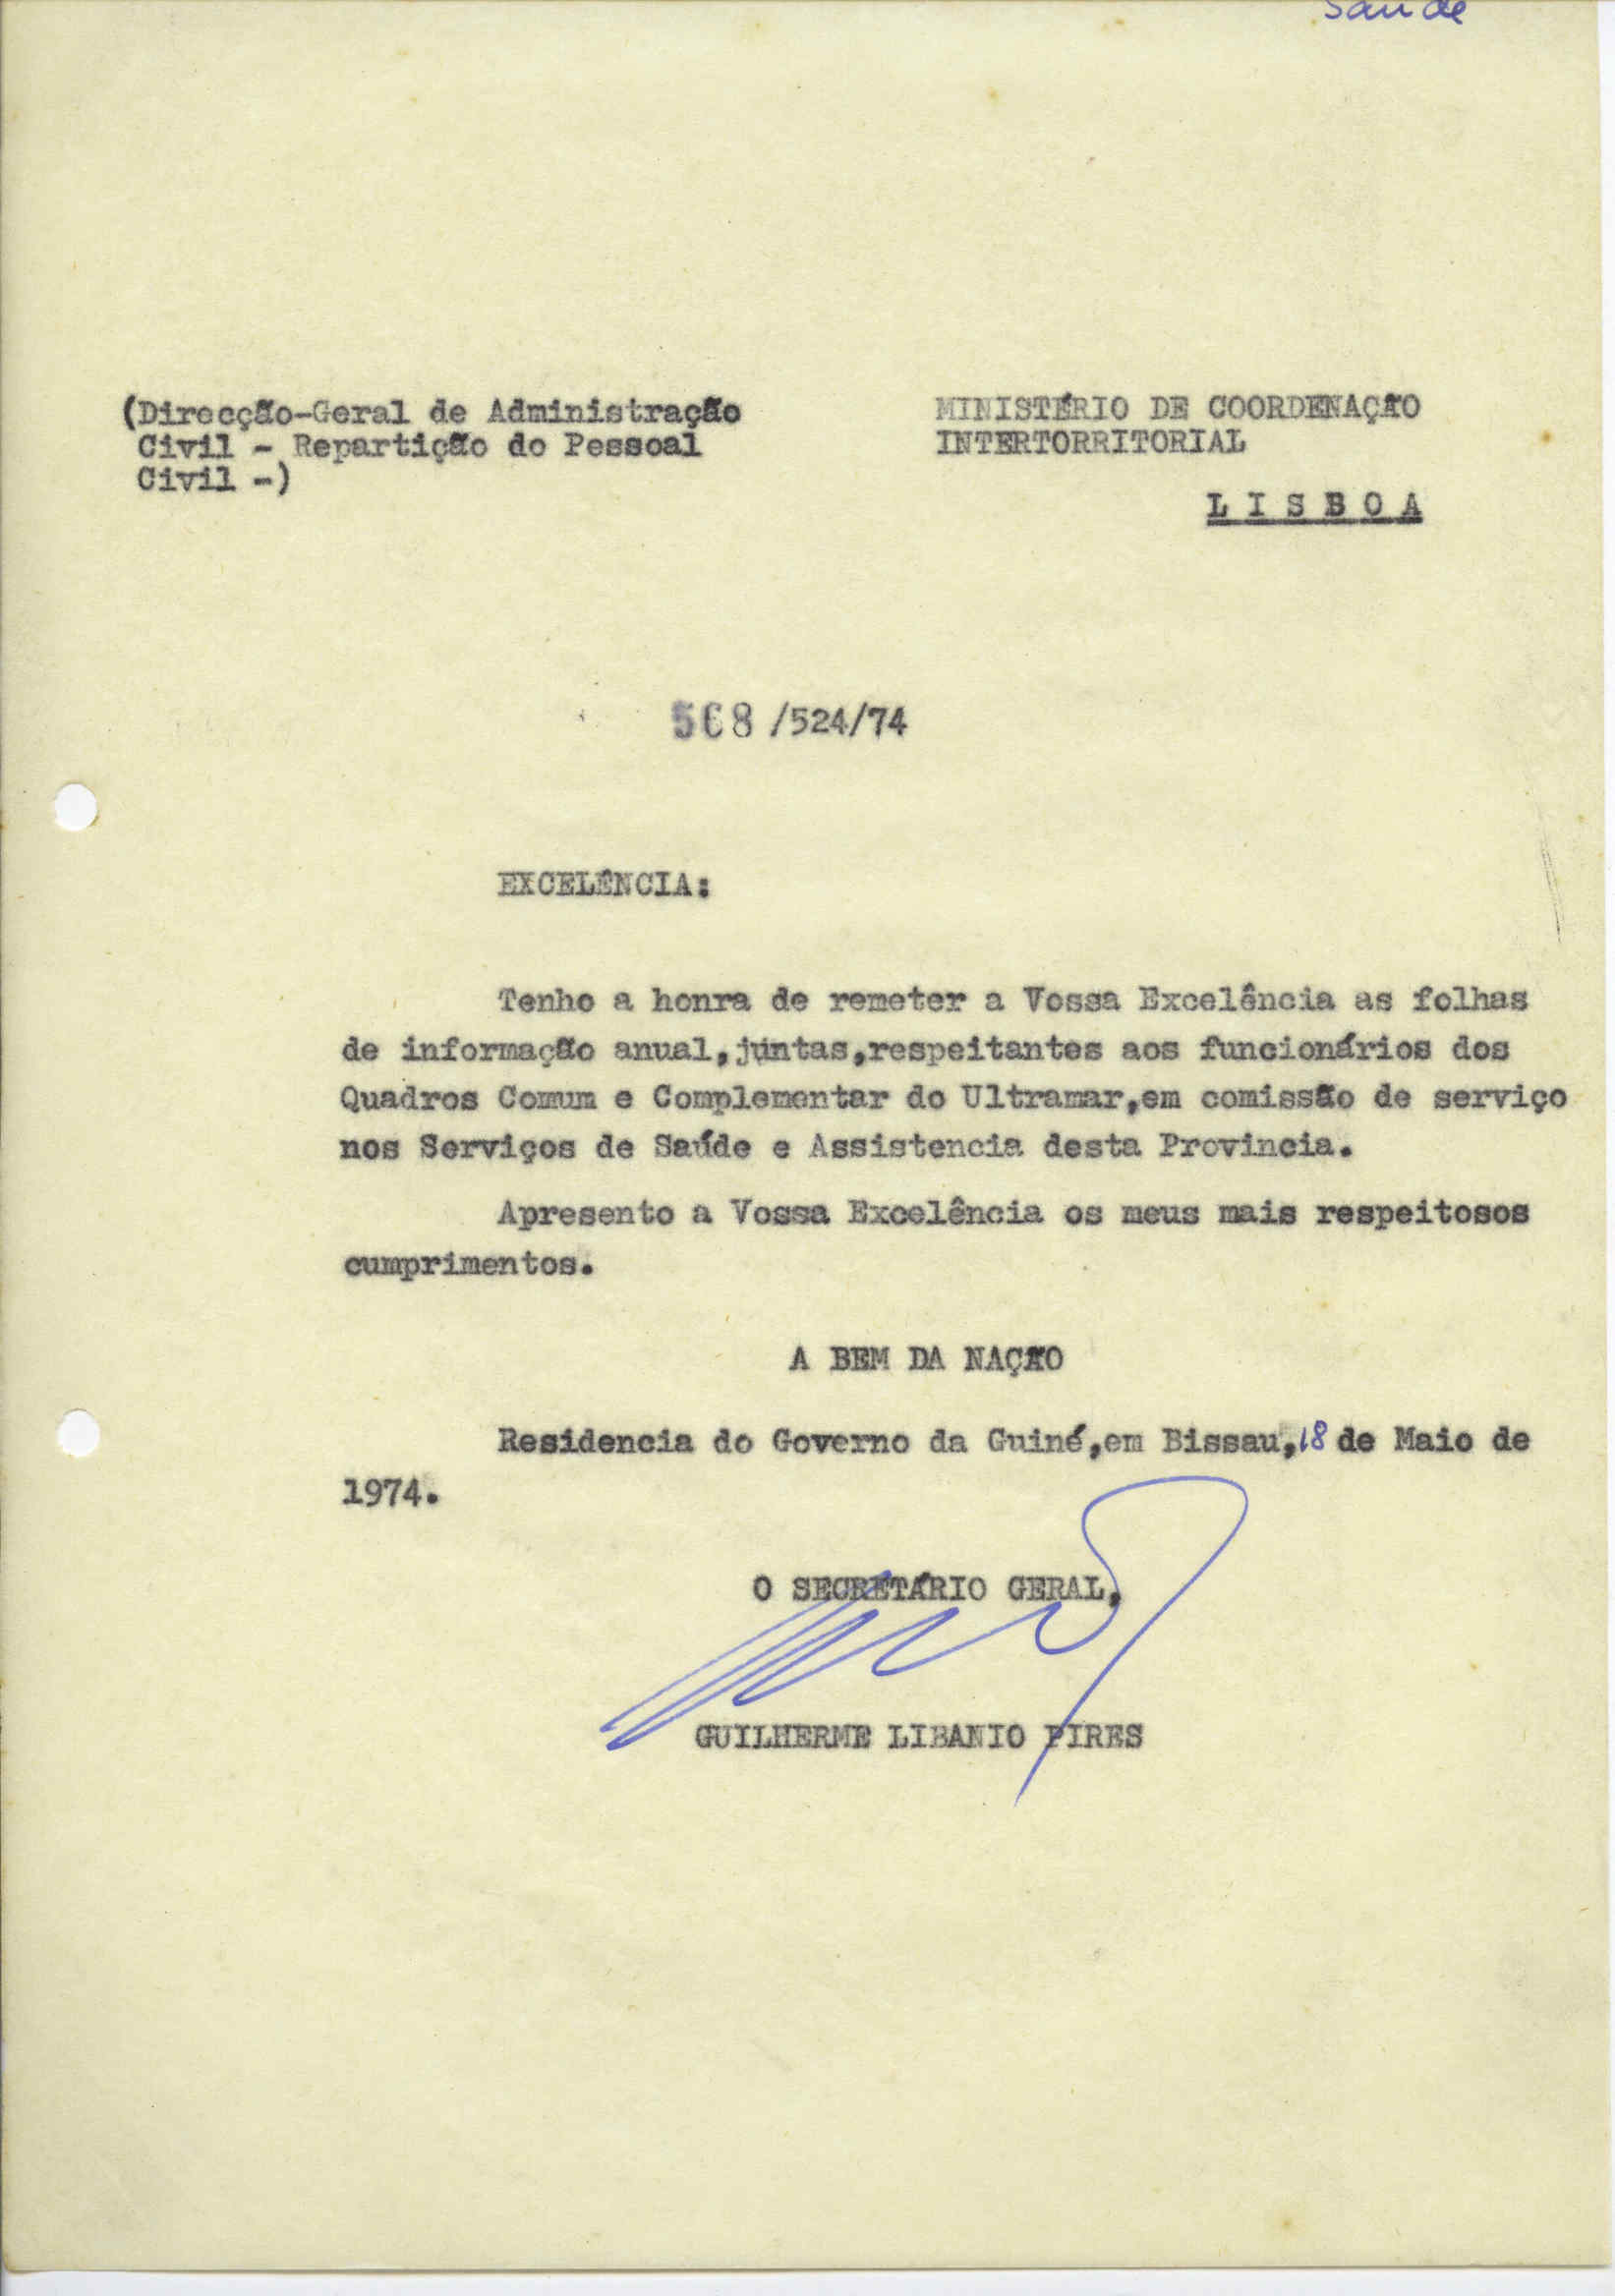 Saude
(Direcção-Geral de Administração
Civil - Repartição do Pessoal
Civil -)
MINISTÉRIO DE COORDENAÇÃO
INTERTORRITORIAL
L I S B O A
568 /524/74
EXCELÊNCIA:
Tenho a honra de remeter a Vossa Excelência as folhas
de informação anual,juntas,respeitantes aos funcionários dos
Quadros Comum e Complementar do Ultramar,em comissão de serviço
nos Serviços de Saúde e Assistencia desta Provincia.
Apresento a Vossa Excelência os meus mais respeitosos
cumprimentos.
A BEM DA NAÇÃO
Residencia do Governo da Guiné,em Bissau,18 de Maio de
1974.
O SECRETÁRIO GERAL,
GUILHERME LIBANIO PIRES